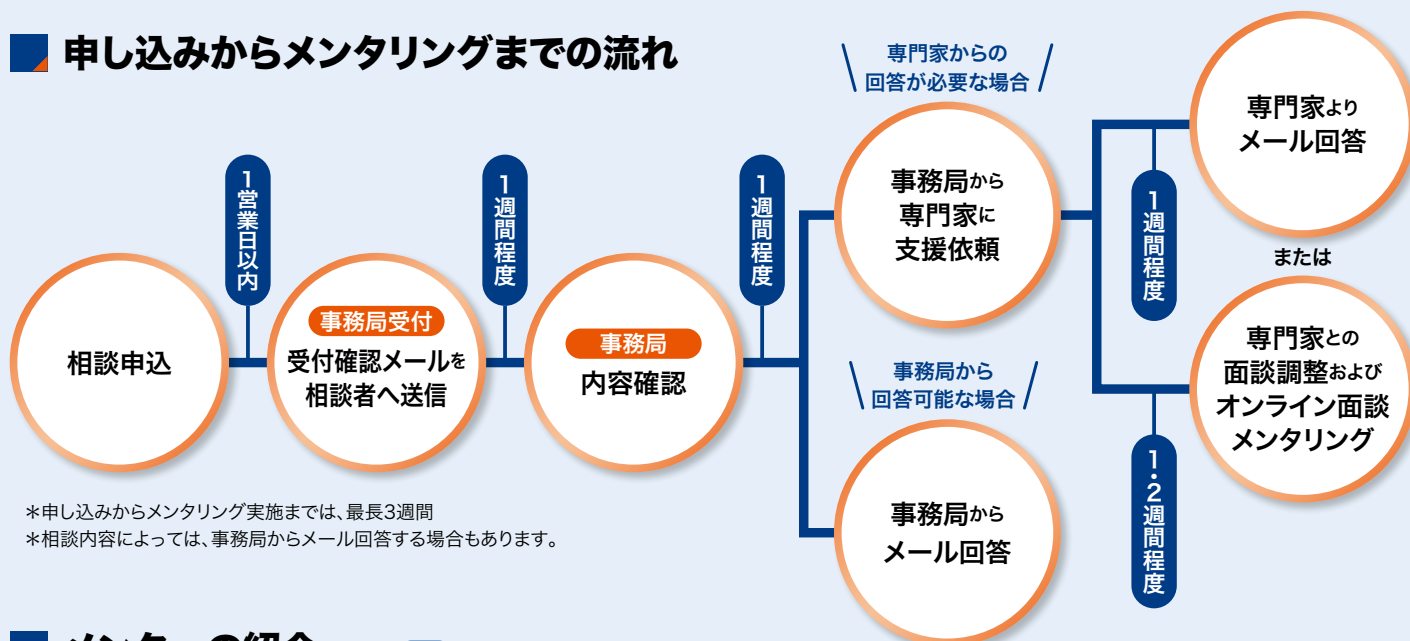 申し込みからメンタリングまでの流れ
相談申込
1営業日以内
事務局受付
受付確認メールを
相談者へ送信
1週間程度
事務局
内容確認
1週間程度
専門家からの
回答が必要な場合
事務局から
専門家に
支援依頼
事務局から
回答可能な場合
事務局から
メール回答
1週間程度
専門家より
メール回答
または
1・2週間程度
専門家との
面談調整および
オンライン面談
メンタリング
*申し込みからメンタリング実施までは、最長3週間
*相談内容によっては、事務局からメール回答する場合もあります。
メンターの紹介